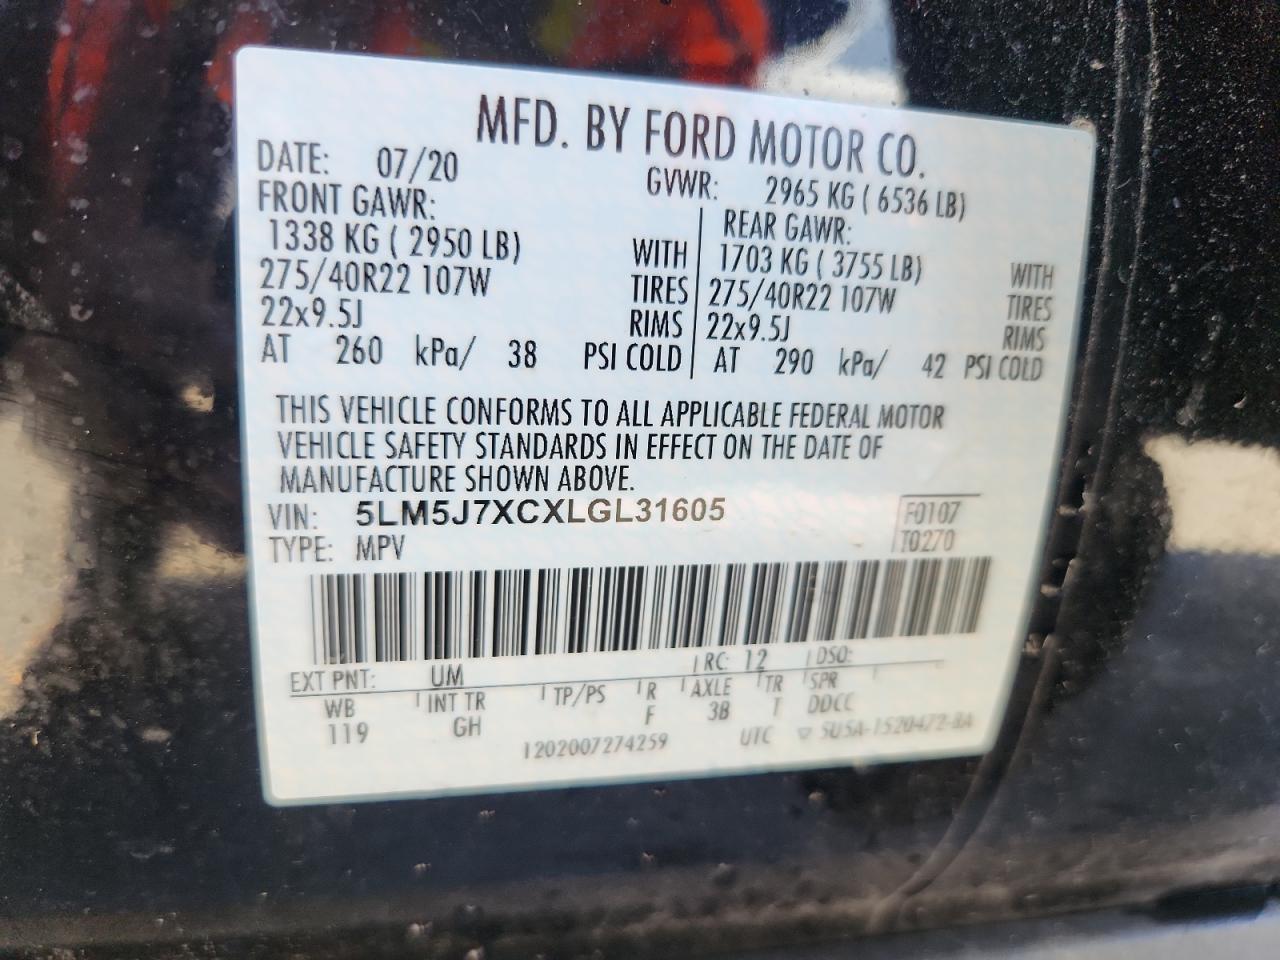 MFD. BY FORD MOTOR CO.
DATE: 07/20 GVWR: 2965 KG ( 6536 LB)
FRONT GAWR: REAR GAWR:
1338 KG ( 2950 LB) WITH 1703 KG ( 3755 LB) WITH
275/40R22 107W TIRES 275/40R22 107W TIRES
22x9.5J RIMS 22x9.5J RIMS
AT 260 kPa/ 38 PSI COLD AT 290 kPa/ 42 PSI COLD
THIS VEHICLE CONFORMS TO ALL APPLICABLE FEDERAL MOTOR
VEHICLE SAFETY STANDARDS IN EFFECT ON THE DATE OF
MANUFACTURE SHOWN ABOVE.
VIN: 5LM5J7XCXLGL31605 F0107
TYPE: MPV T0270
EXT PNT: UM RC: 12 DSO:
WB INT TR TP/PS R AXLE TR SPR
119 GH F 38 T DDCC
1202007274259 UTC ▽ 5U5A-1520472-BA